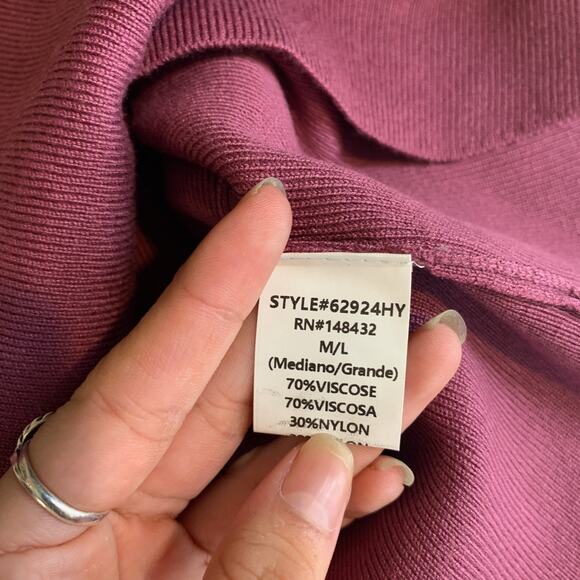 STYLE#62924HY
RN#148432
M/L
(Mediano/Grande)
70%VISCOSE
70%VISCOSA
30%NYLON